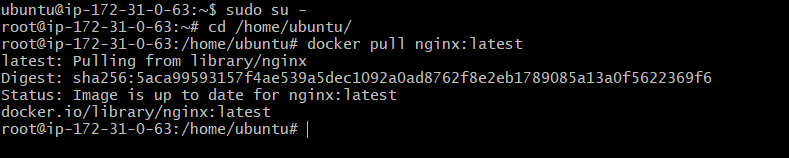 ubuntu@ip-172-31-0-63:~$ sudo su -
root@ip-172-31-0-63:~# cd /home/ubuntu/
root@ip-172-31-0-63:/home/ubuntu# docker pull nginx:latest
latest: Pulling from library/nginx
Digest: sha256:5aca99593157f4ae539a5dec1092a0ad8762f8e2eb1789085a13a0f5622369f6
Status: Image is up to date for nginx:latest
docker.io/library/nginx:latest
root@ip-172-31-0-63:/home/ubuntu#